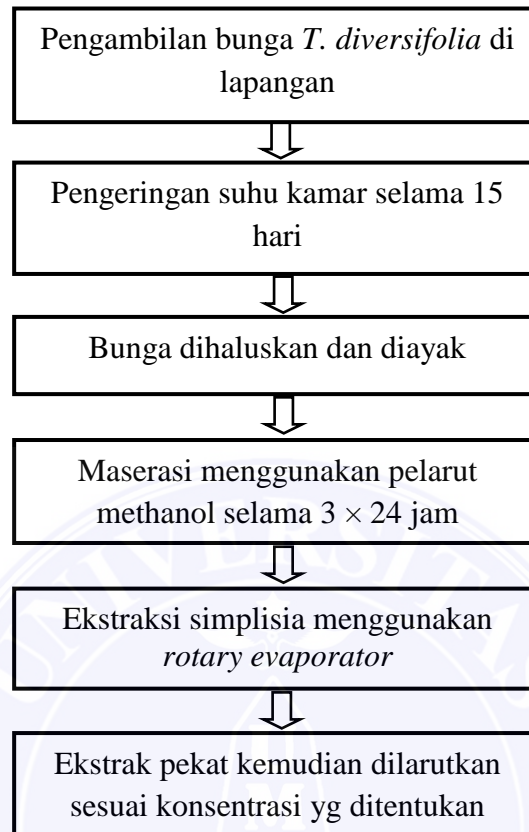 Pengambilan bunga T. diversifolia di
lapangan
Pengeringan suhu kamar selama 15
hari
Bunga dihaluskan dan diayak
Maserasi menggunakan pelarut
methanol selama 3 × 24 jam
Ekstraksi simplisia menggunakan
rotary evaporator
Ekstrak pekat kemudian dilarutkan
sesuai konsentrasi yg ditentukan
UNIVERSITAS